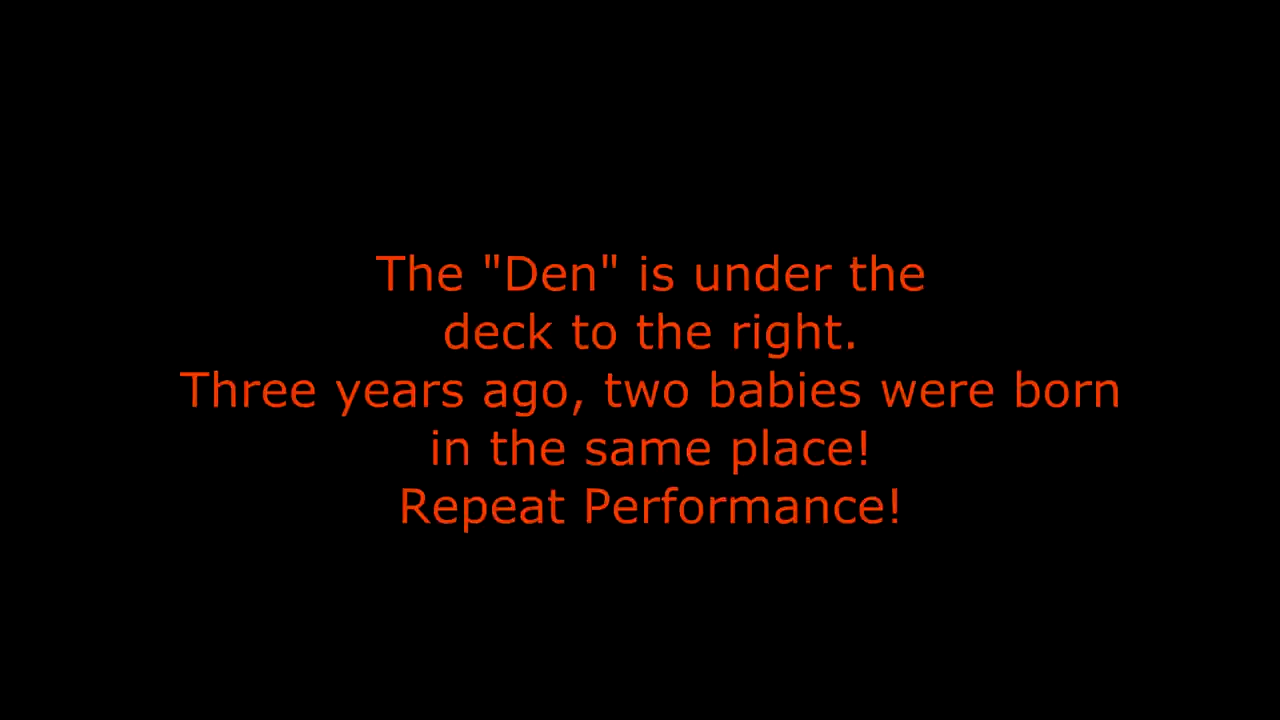 The "Den" is under the
deck to the right.
Three years ago, two babies were born
in the same place!
Repeat Performance!